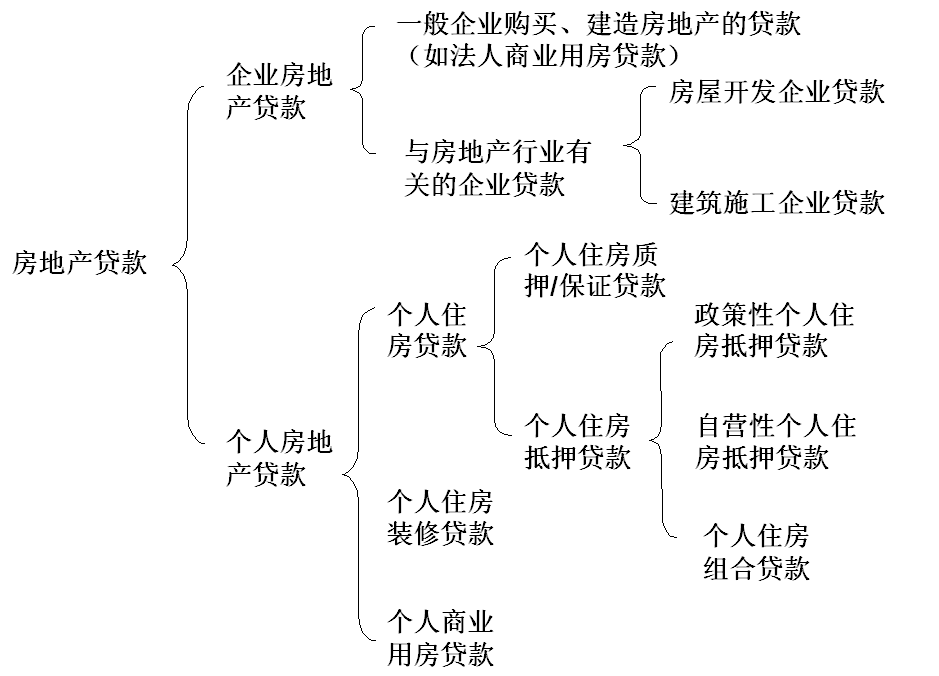 一般企业购买、建造房地产的贷款
（如法人商业用房贷款）
企业房地
产贷款
房屋开发企业贷款
与房地产行业有
关的企业贷款
建筑施工企业贷款
房地产贷款
个人住房质
押/保证贷款
个人住
房贷款
政策性个人住
房抵押贷款
个人住房
抵押贷款
自营性个人住
房抵押贷款
个人房地
产贷款
个人住房
装修贷款
个人住房
组合贷款
个人商业
用房贷款